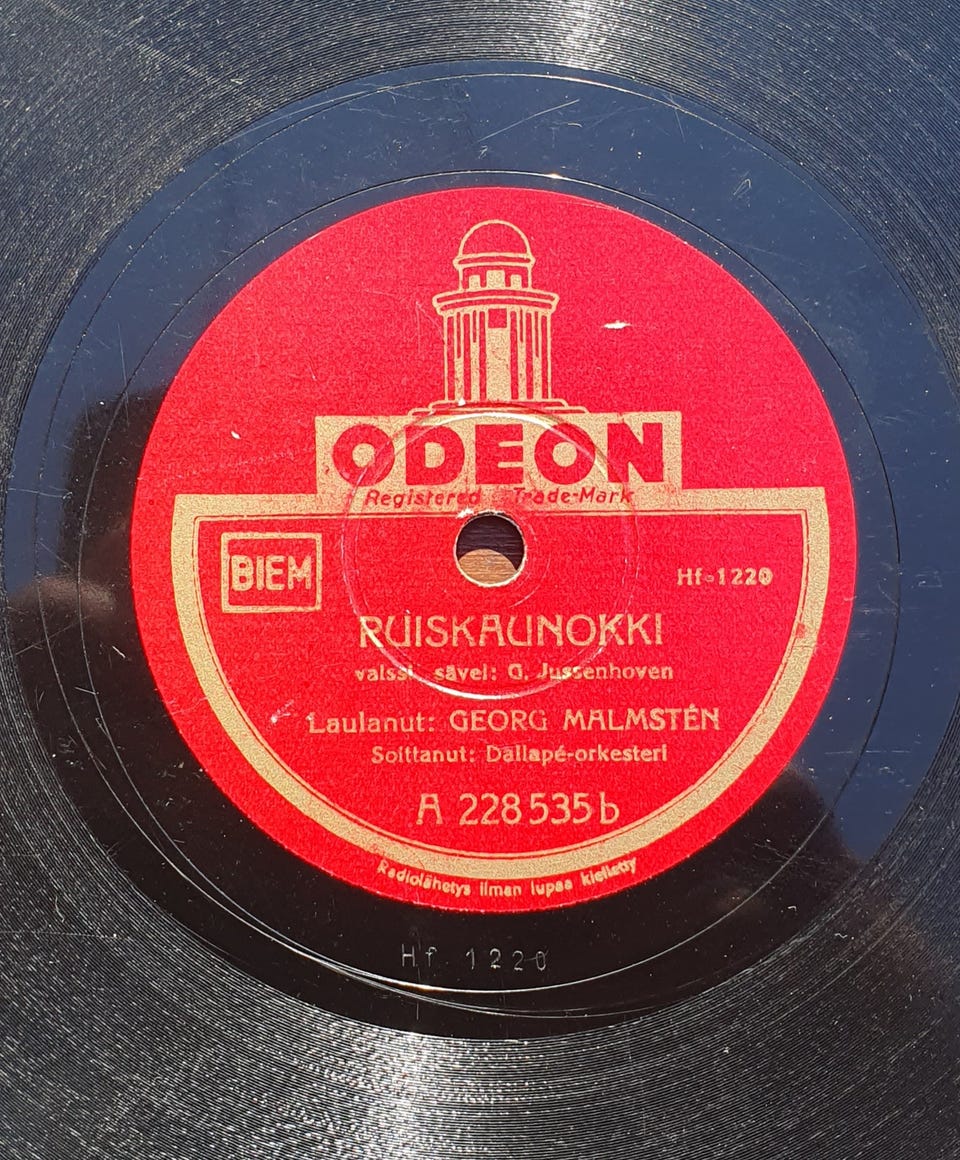 ODEON
Registered Trade-Mark
BIEM
Hf-1220
RUISKAUNOKKI
valssi sävel: G. Jussenhoven
Laulanut: GEORG MALMSTÉN
Soittanut: Dallapé-orkesteri
A 228535b
Radiolähetys ilman lupaa kielletty
Hf 1220